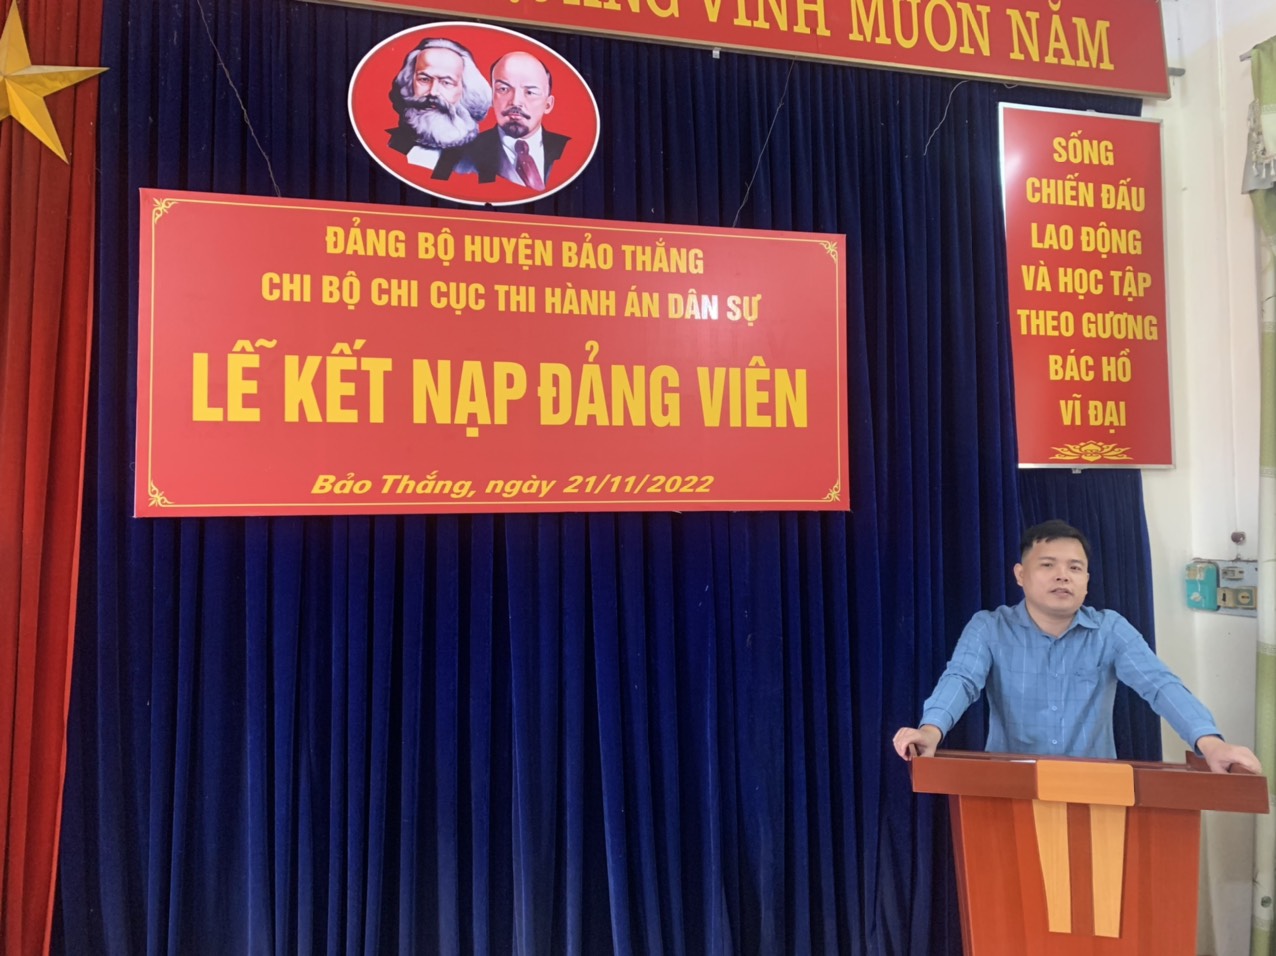 VINH MUÔN NĂM
ĐẢNG BỘ HUYỆN BẢO THẮNG
CHI BỘ CHI CỤC THI HÀNH ÁN DÂN SỰ
LỄ KẾT NẠP ĐẢNG VIÊN
Bảo Thắng, ngày 21/11/2022
SỐNG
CHIẾN ĐẤU
LAO ĐỘNG
VÀ HỌC TẬP
THEO GƯƠNG
BÁC HỒ
VĨ ĐẠI